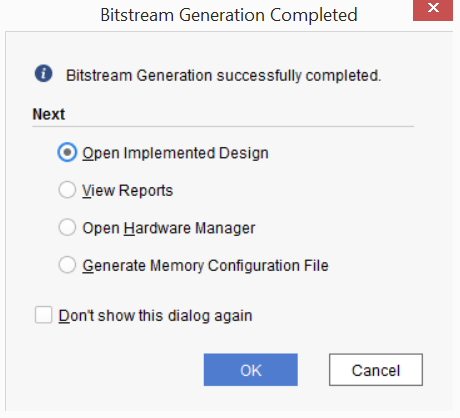 Bitstream Generation Completed
Bitstream Generation successfully completed.
Next
Open Implemented Design
View Reports
Open Hardware Manager
Generate Memory Configuration File
Don't show this dialog again
OK Cancel